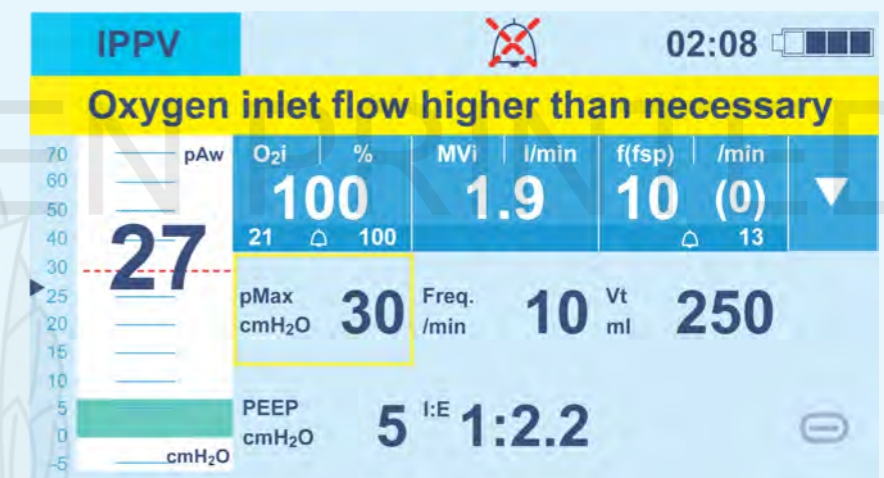 IPPV 02:08
Oxygen inlet flow higher than necessary
pAw O₂i % MVi l/min f(fsp) /min
27 100 1.9 10 (0)
21 100 13
70
60
50
40
30
25
20
15
10
5
0
-5
cmH₂O
pMax cmH₂O 30 Freq. /min 10 Vt ml 250
PEEP cmH₂O 5 I:E 1:2.2